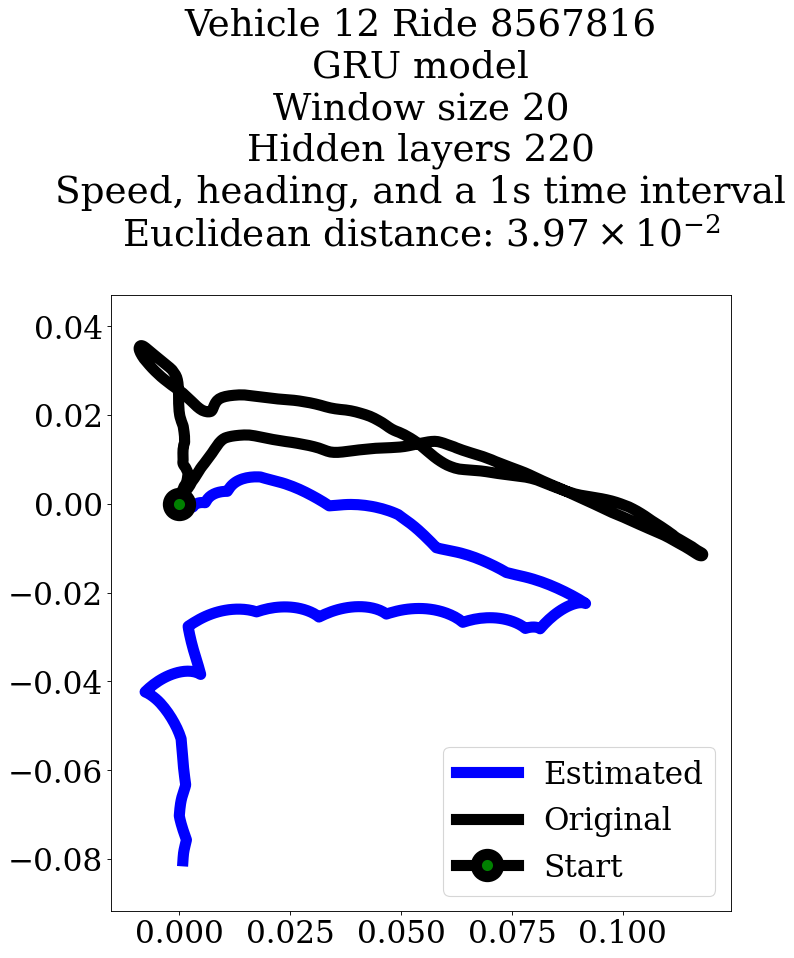 Vehicle 12 Ride 8567816
GRU model
Window size 20
Hidden layers 220
Speed, heading, and a 1s time interval
Euclidean distance: 3.97 × 10⁻²
0.04
0.02
0.00
−0.02
−0.04
−0.06
−0.08
Estimated
Original
Start
0.000 0.025 0.050 0.075 0.100